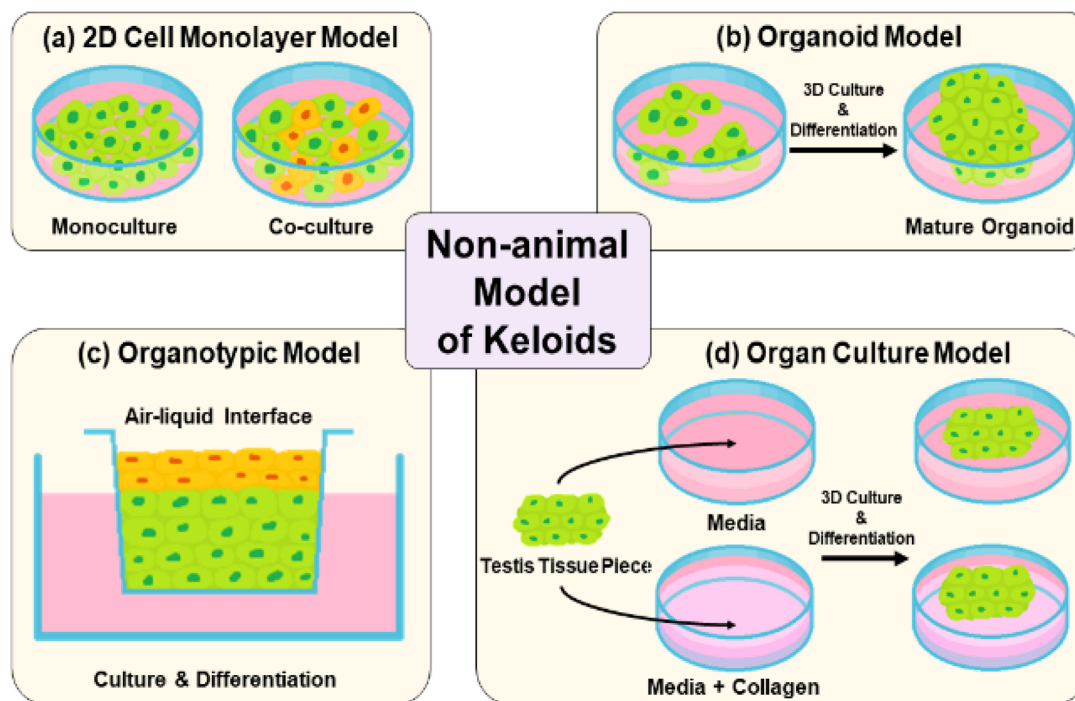 (a) 2D Cell Monolayer Model
Monoculture
Co-culture
(b) Organoid Model
3D Culture
&
Differentiation
Mature Organoid
Non-animal
Model
of Keloids
(c) Organotypic Model
Air-liquid Interface
Culture & Differentiation
(d) Organ Culture Model
Testis Tissue Piece
Media
Media + Collagen
3D Culture
&
Differentiation